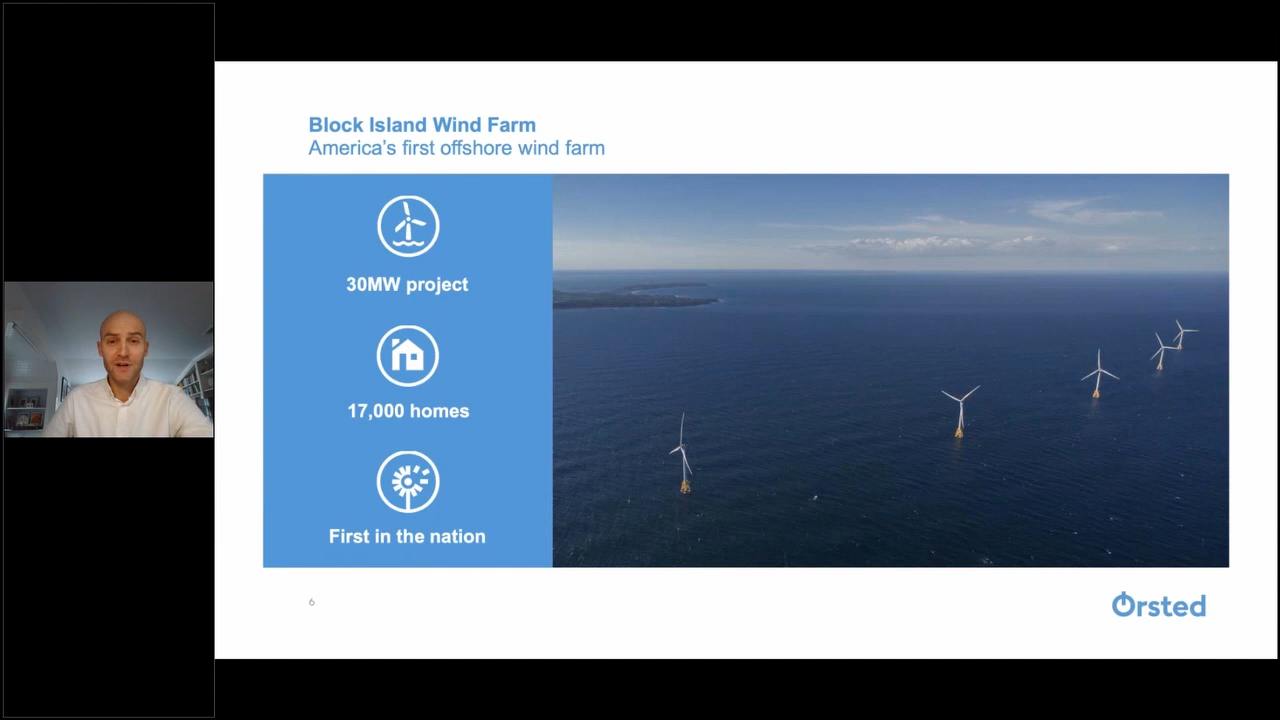 Block Island Wind Farm
America's first offshore wind farm
30MW project
17,000 homes
First in the nation
6
Ørsted